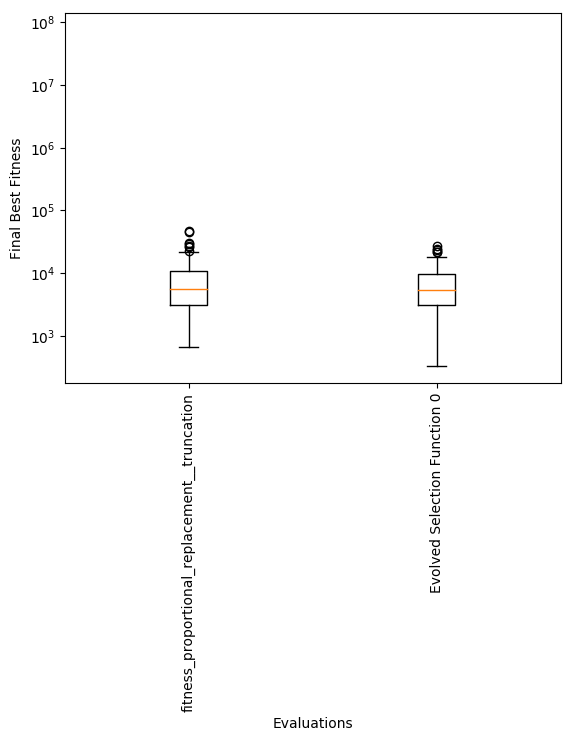 Final Best Fitness
10^8
10^7
10^6
10^5
10^4
10^3
fitness_proportional_replacement__truncation
Evolved Selection Function 0
Evaluations